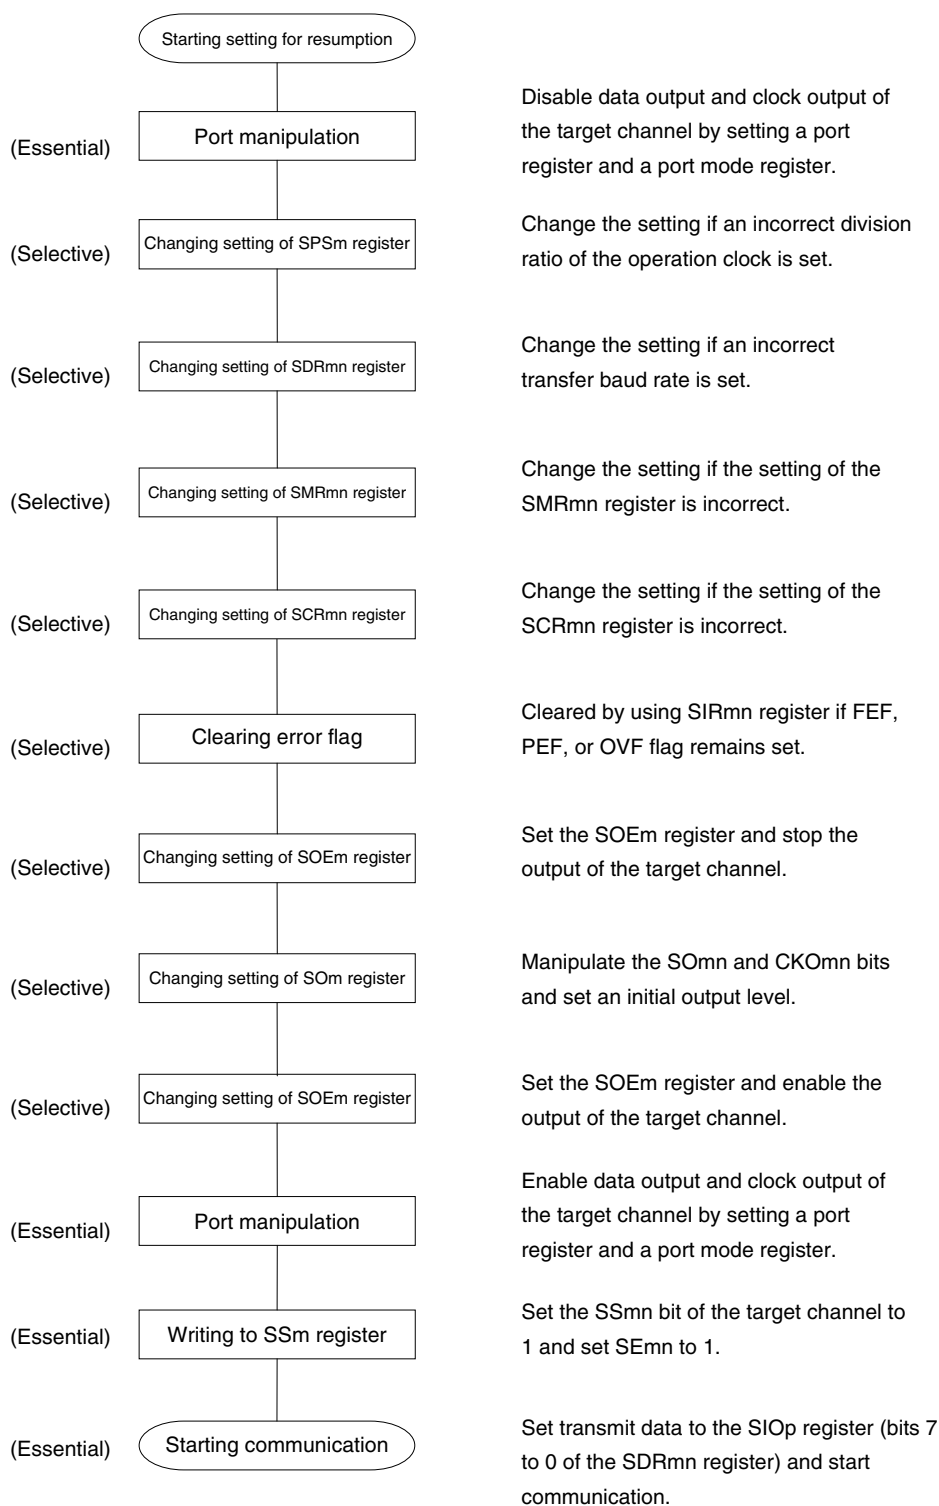 Starting setting for resumption
(Essential)
Port manipulation
Disable data output and clock output of
the target channel by setting a port
register and a port mode register.
(Selective)
Changing setting of SPSm register
Change the setting if an incorrect division
ratio of the operation clock is set.
(Selective)
Changing setting of SDRmn register
Change the setting if an incorrect
transfer baud rate is set.
(Selective)
Changing setting of SMRmn register
Change the setting if the setting of the
SMRmn register is incorrect.
(Selective)
Changing setting of SCRmn register
Change the setting if the setting of the
SCRmn register is incorrect.
(Selective)
Clearing error flag
Cleared by using SIRmn register if FEF,
PEF, or OVF flag remains set.
(Selective)
Changing setting of SOEm register
Set the SOEm register and stop the
output of the target channel.
(Selective)
Changing setting of SOm register
Manipulate the SOmn and CKOmn bits
and set an initial output level.
(Selective)
Changing setting of SOEm register
Set the SOEm register and enable the
output of the target channel.
(Essential)
Port manipulation
Enable data output and clock output of
the target channel by setting a port
register and a port mode register.
(Essential)
Writing to SSm register
Set the SSmn bit of the target channel to
1 and set SEmn to 1.
(Essential)
Starting communication
Set transmit data to the SIOp register (bits 7
to 0 of the SDRmn register) and start
communication.